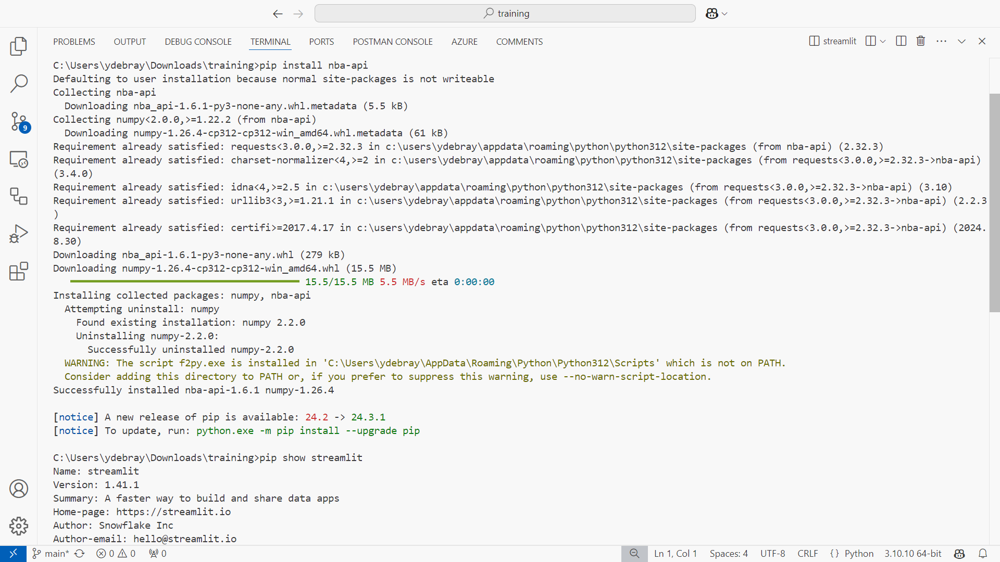 training
PROBLEMS OUTPUT DEBUG CONSOLE TERMINAL PORTS POSTMAN CONSOLE AZURE COMMENTS streamlit
C:\Users\ydebray\Downloads\training>pip install nba-api
Defaulting to user installation because normal site-packages is not writeable
Collecting nba-api
  Downloading nba_api-1.6.1-py3-none-any.whl.metadata (5.5 kB)
Collecting numpy<2.0.0,>=1.22.2 (from nba-api)
  Downloading numpy-1.26.4-cp312-cp312-win_amd64.whl.metadata (61 kB)
Requirement already satisfied: requests<3.0.0,>=2.32.3 in c:\users\ydebray\appdata\roaming\python\python312\site-packages (from nba-api) (2.32.3)
Requirement already satisfied: charset-normalizer<4,>=2 in c:\users\ydebray\appdata\roaming\python\python312\site-packages (from requests<3.0.0,>=2.32.3->nba-api)
(3.4.0)
Requirement already satisfied: idna<4,>=2.5 in c:\users\ydebray\appdata\roaming\python\python312\site-packages (from requests<3.0.0,>=2.32.3->nba-api) (3.10)
Requirement already satisfied: urllib3<3,>=1.21.1 in c:\users\ydebray\appdata\roaming\python\python312\site-packages (from requests<3.0.0,>=2.32.3->nba-api) (2.2.3
)
Requirement already satisfied: certifi>=2017.4.17 in c:\users\ydebray\appdata\roaming\python\python312\site-packages (from requests<3.0.0,>=2.32.3->nba-api) (2024.
8.30)
Downloading nba_api-1.6.1-py3-none-any.whl (279 kB)
Downloading numpy-1.26.4-cp312-cp312-win_amd64.whl (15.5 MB)
15.5/15.5 MB 5.5 MB/s eta 0:00:00
Installing collected packages: numpy, nba-api
  Attempting uninstall: numpy
    Found existing installation: numpy 2.2.0
    Uninstalling numpy-2.2.0:
      Successfully uninstalled numpy-2.2.0
  WARNING: The script f2py.exe is installed in 'C:\Users\ydebray\AppData\Roaming\Python\Python312\Scripts' which is not on PATH.
  Consider adding this directory to PATH or, if you prefer to suppress this warning, use --no-warn-script-location.
Successfully installed nba-api-1.6.1 numpy-1.26.4
[notice] A new release of pip is available: 24.2 -> 24.3.1
[notice] To update, run: python.exe -m pip install --upgrade pip
C:\Users\ydebray\Downloads\training>pip show streamlit
Name: streamlit
Version: 1.41.1
Summary: A faster way to build and share data apps
Home-page: https://streamlit.io
Author: Snowflake Inc
Author-email: hello@streamlit.io
9
main* 0 0 0 Ln 1, Col 1 Spaces: 4 UTF-8 CRLF {} Python 3.10.10 64-bit